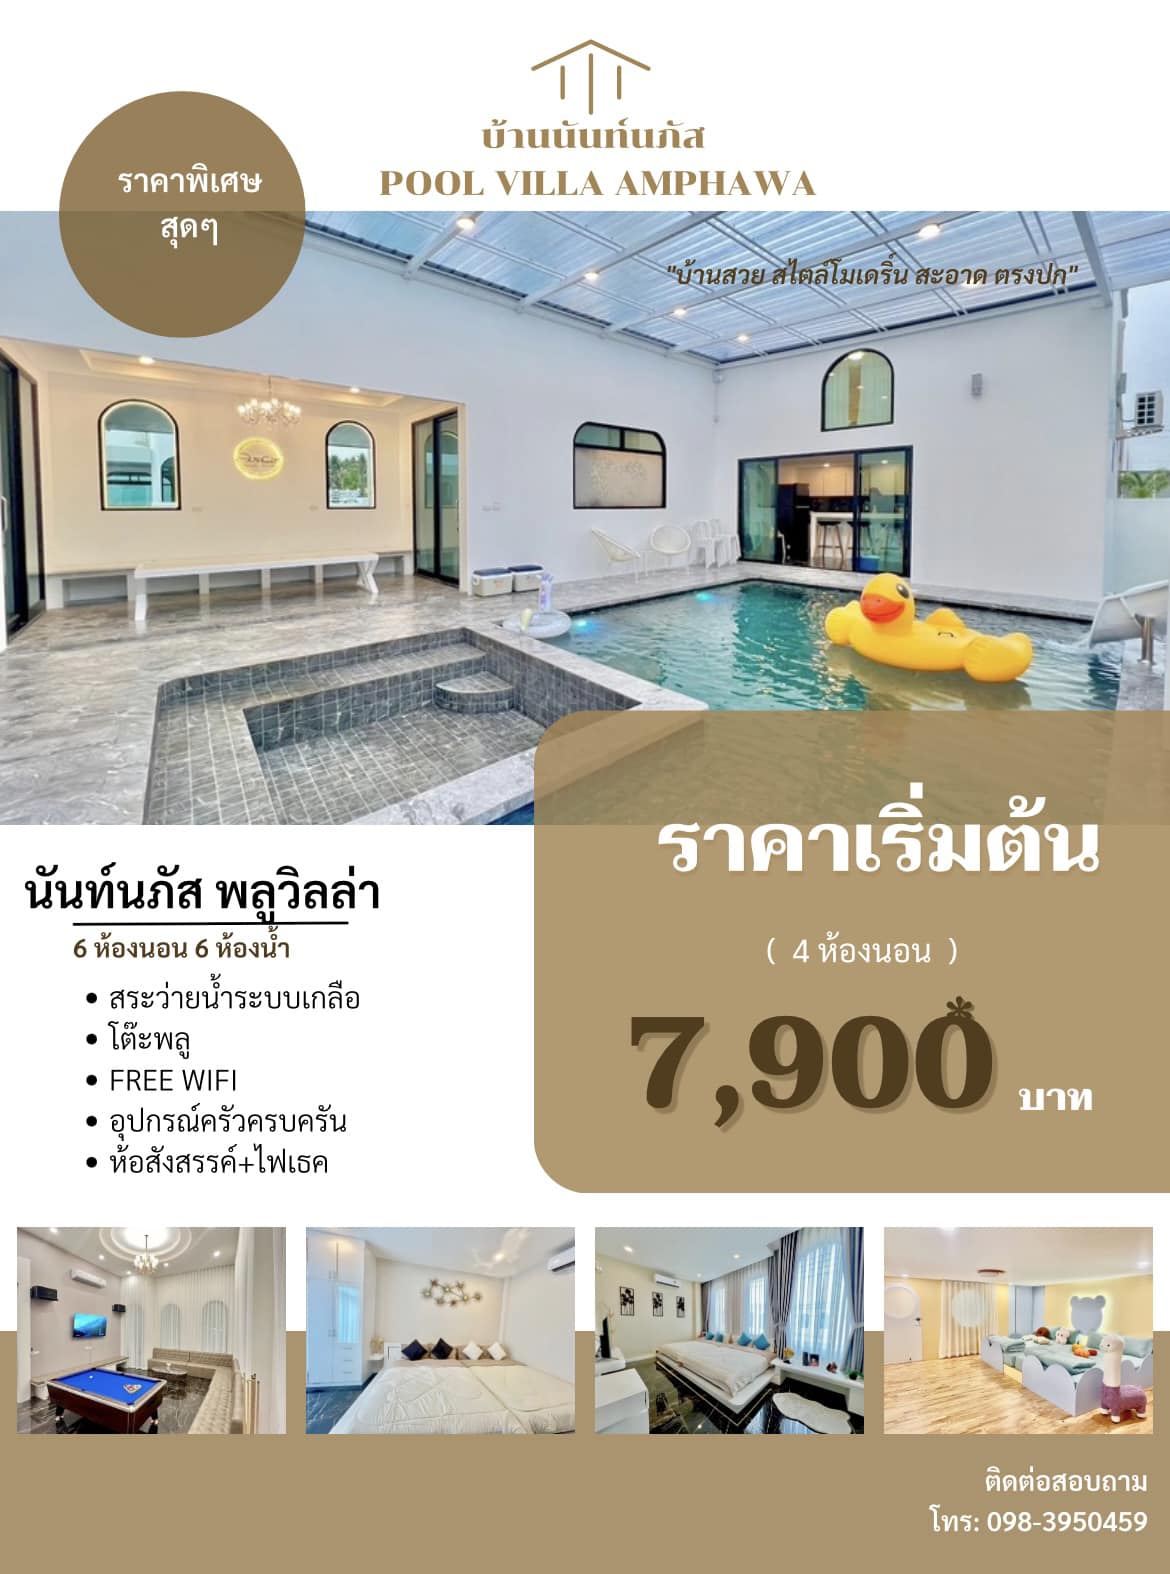 บ้านนันท์นภัส
POOL VILLA AMPHAWA
ราคาพิเศษ
สุดๆ
"บ้านสวย สไตล์โมเดริ์น สะอาด ตรงปก"
ราคาเริ่มต้น
( 4 ห้องนอน )
7,900*
บาท
นันท์นภัส พลูวิลล่า
6 ห้องนอน 6 ห้องน้ำ
• สระว่ายน้ำระบบเกลือ
• โต๊ะพลู
• FREE WIFI
• อุปกรณ์ครัวครบครัน
• ห้อสังสรรค์+ไฟเธค
ติดต่อสอบถาม
โทร: 098-3950459